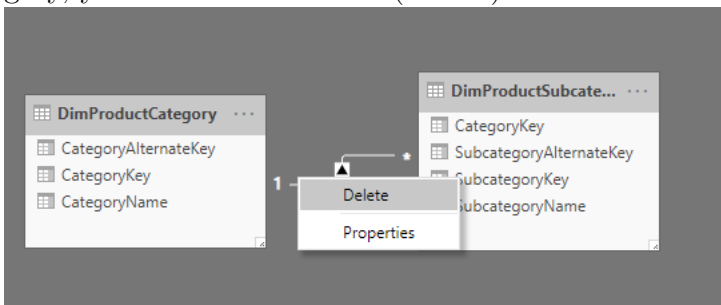 DimProductCategory ...
CategoryAlternateKey
CategoryKey
CategoryName
1
*
Delete
Properties
DimProductSubcate... ...
CategoryKey
SubcategoryAlternateKey
SubcategoryKey
SubcategoryName